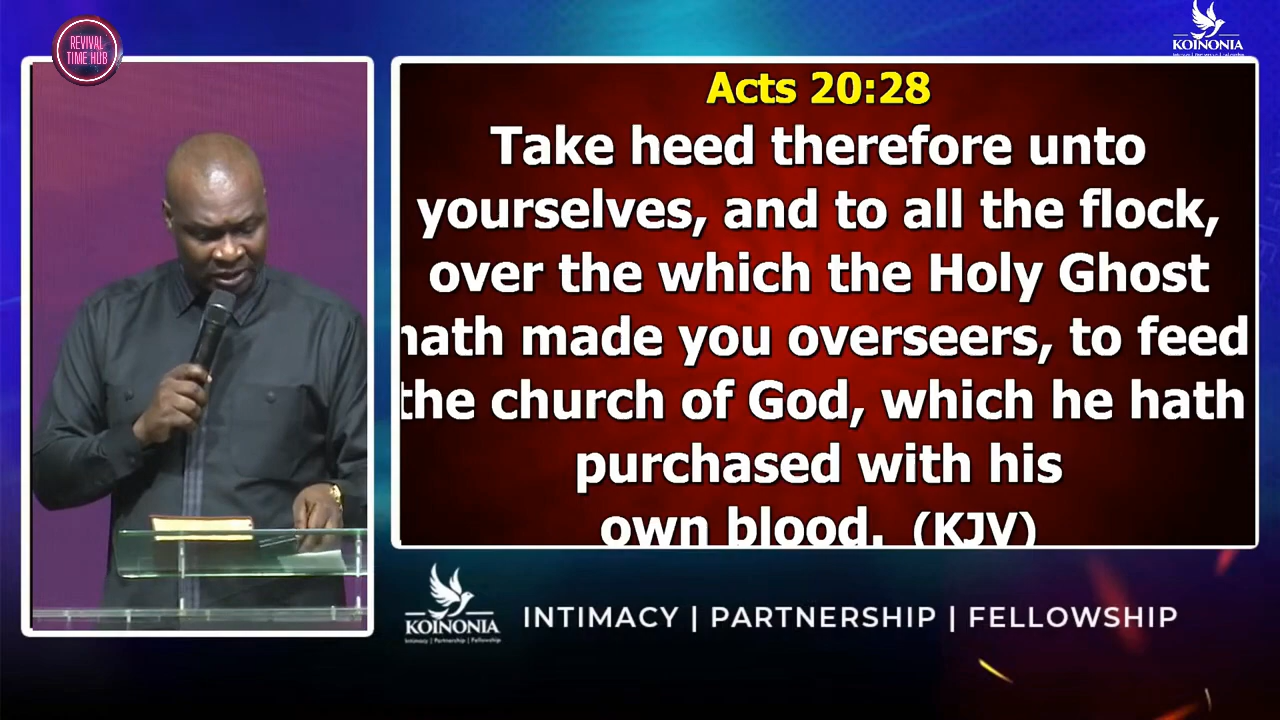 REVIVAL
TIME HUB
KOINONIA
Acts 20:28
Take heed therefore unto
yourselves, and to all the flock,
over the which the Holy Ghost
hath made you overseers, to feed
the church of God, which he hath
purchased with his
own blood. (KJV)
KOINONIA
Intimacy | Partnership | Fellowship
INTIMACY | PARTNERSHIP | FELLOWSHIP